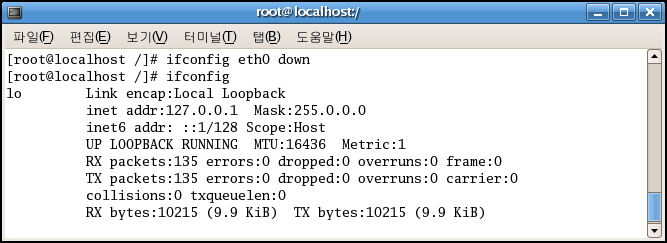 root@localhost:/
파일(F) 편집(E) 보기(V) 터미널(T) 탭(B) 도움말(H)
[root@localhost /]# ifconfig eth0 down
[root@localhost /]# ifconfig
lo        Link encap:Local Loopback
          inet addr:127.0.0.1  Mask:255.0.0.0
          inet6 addr: ::1/128 Scope:Host
          UP LOOPBACK RUNNING  MTU:16436  Metric:1
          RX packets:135 errors:0 dropped:0 overruns:0 frame:0
          TX packets:135 errors:0 dropped:0 overruns:0 carrier:0
          collisions:0 txqueuelen:0
          RX bytes:10215 (9.9 KiB)  TX bytes:10215 (9.9 KiB)